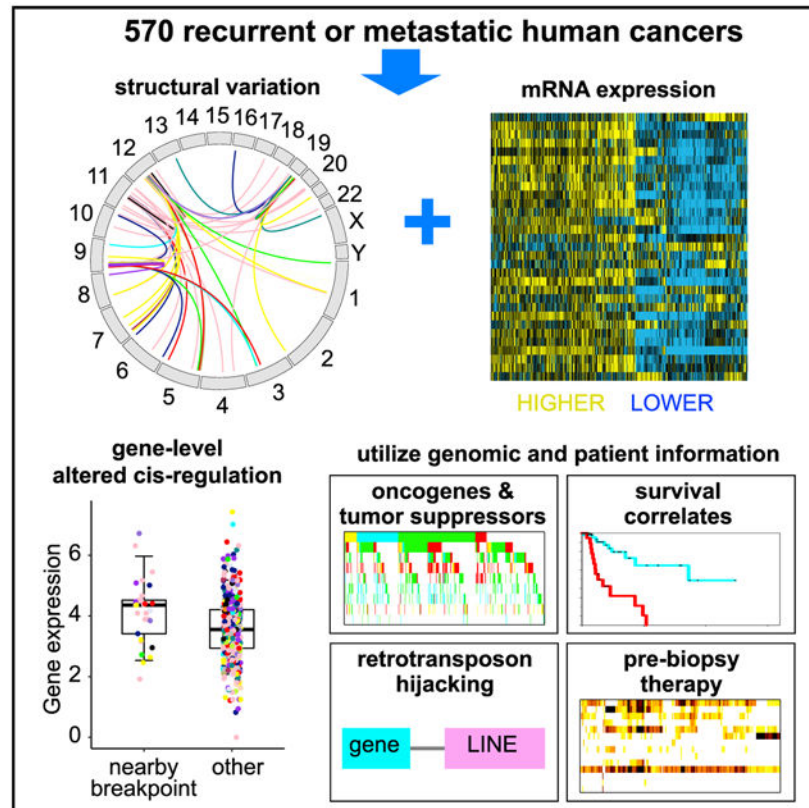 570 recurrent or metastatic human cancers
structural variation
mRNA expression
13
14
15
16
17
18
19
20
22
X
Y
1
2
3
4
5
6
7
8
9
10
11
12
HIGHER LOWER
gene-level
altered cis-regulation
Gene expression
6
4
2
0
nearby
breakpoint
other
utilize genomic and patient information
oncogenes &
tumor suppressors
survival
correlates
retrotransposon
hijacking
gene
LINE
pre-biopsy
therapy